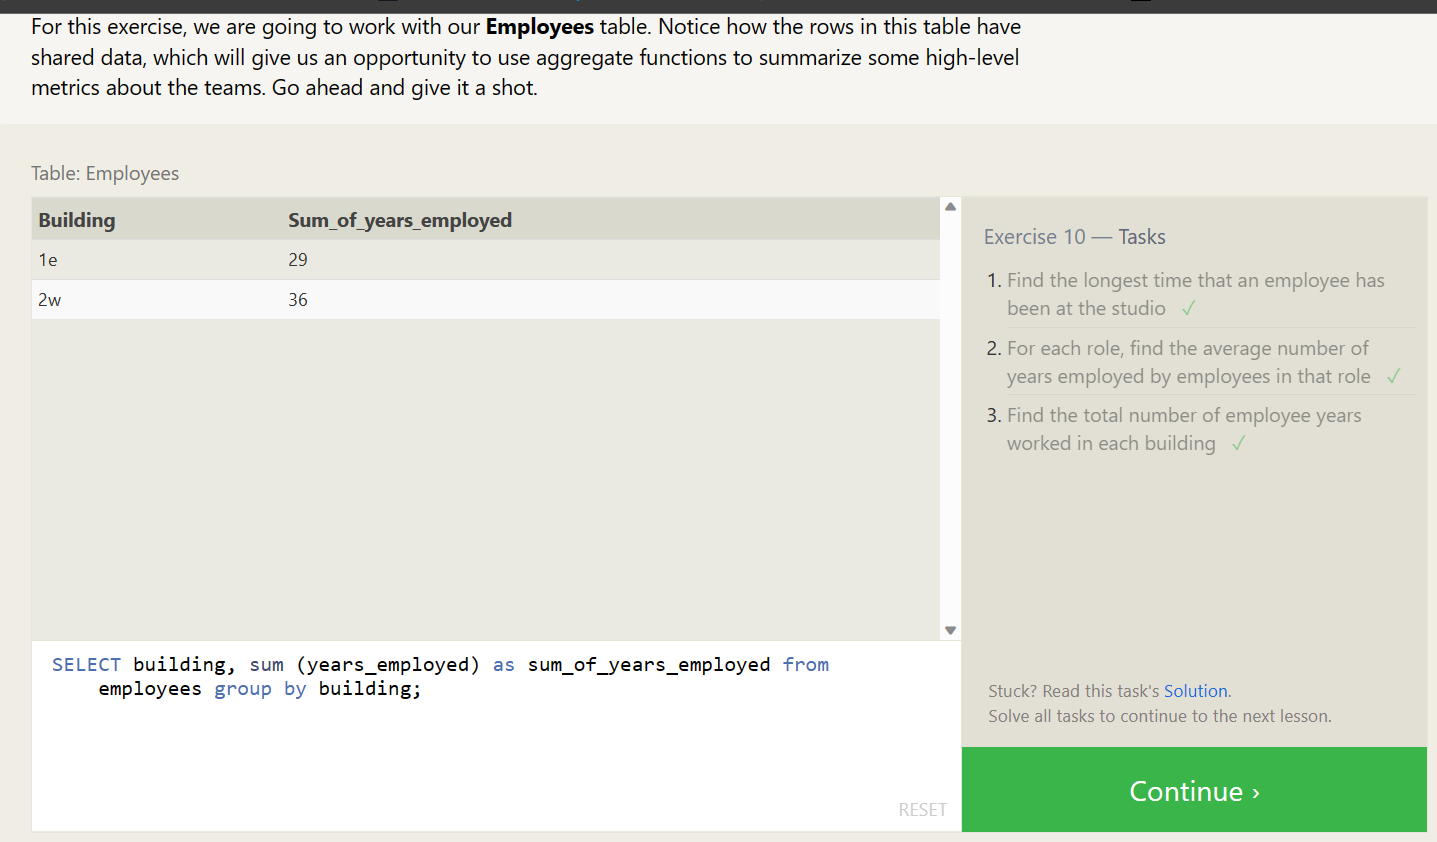 For this exercise, we are going to work with our Employees table. Notice how the rows in this table have
shared data, which will give us an opportunity to use aggregate functions to summarize some high-level
metrics about the teams. Go ahead and give it a shot.
Table: Employees
Building Sum_of_years_employed
1e 29
2w 36
SELECT building, sum (years_employed) as sum_of_years_employed from
employees group by building;
RESET
Exercise 10 — Tasks
1. Find the longest time that an employee has
been at the studio ✓
2. For each role, find the average number of
years employed by employees in that role ✓
3. Find the total number of employee years
worked in each building ✓
Stuck? Read this task's Solution.
Solve all tasks to continue to the next lesson.
Continue ›